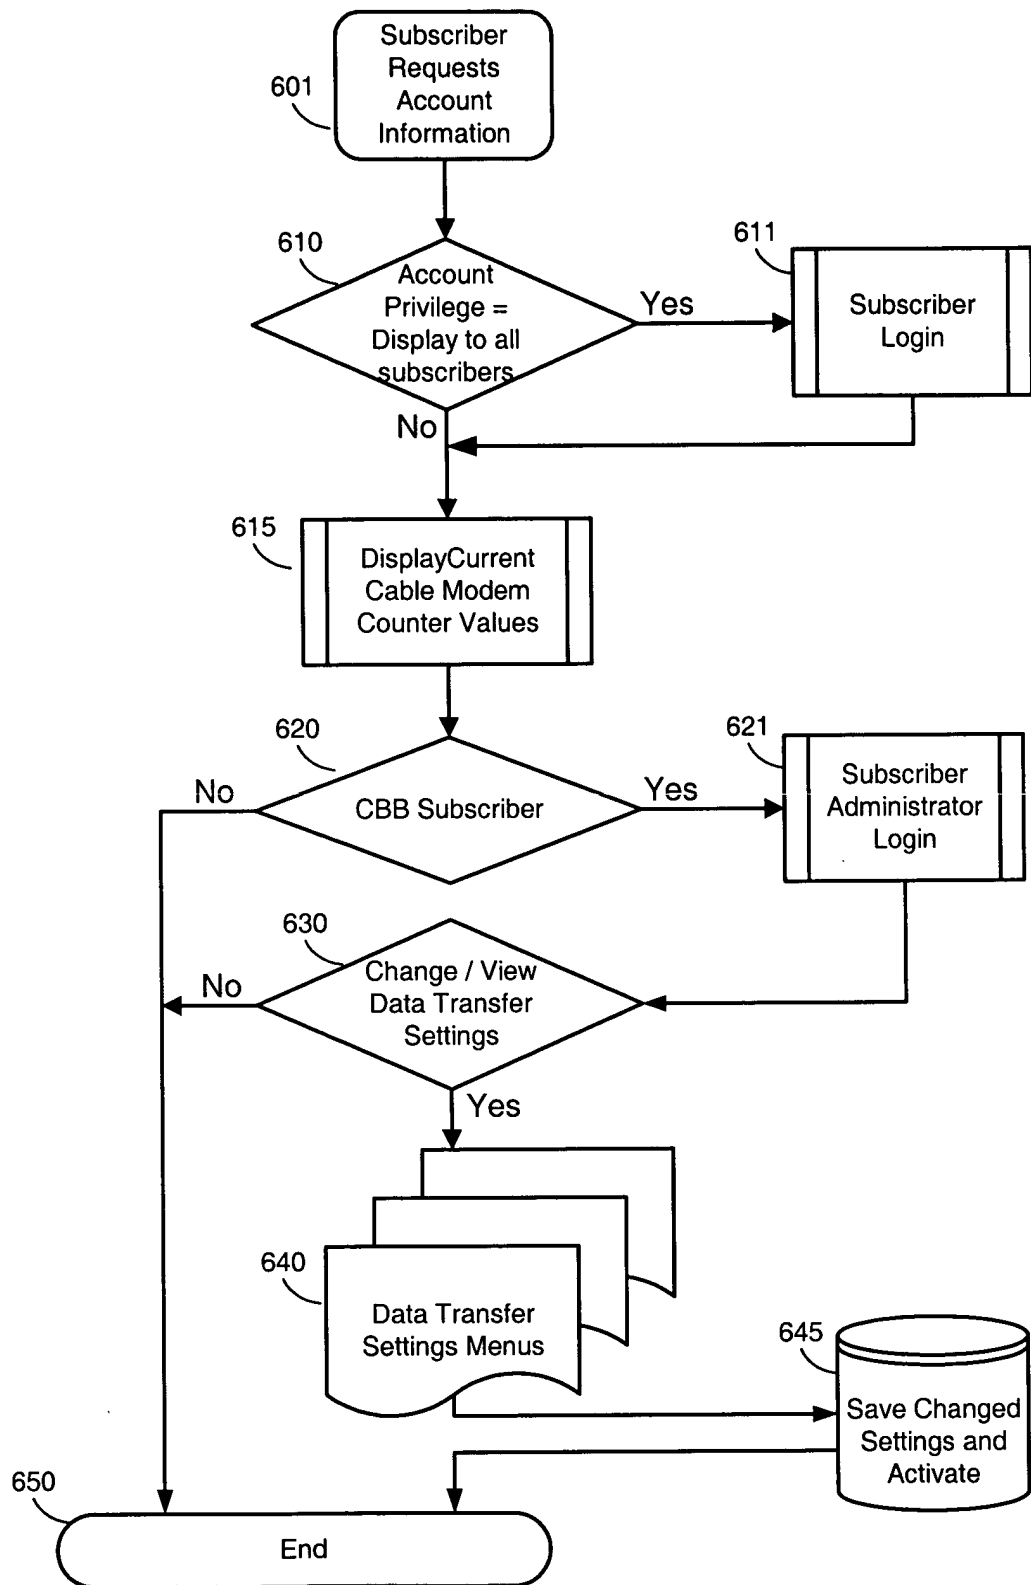 Subscriber
Requests
Account
Information
601
610
Account
Privilege =
Display to all
subscribers
Yes
611
Subscriber
Login
No
615
DisplayCurrent
Cable Modem
Counter Values
620
CBB Subscriber
No
Yes
621
Subscriber
Administrator
Login
630
Change / View
Data Transfer
Settings
No
Yes
640
Data Transfer
Settings Menus
645
Save Changed
Settings and
Activate
650
End